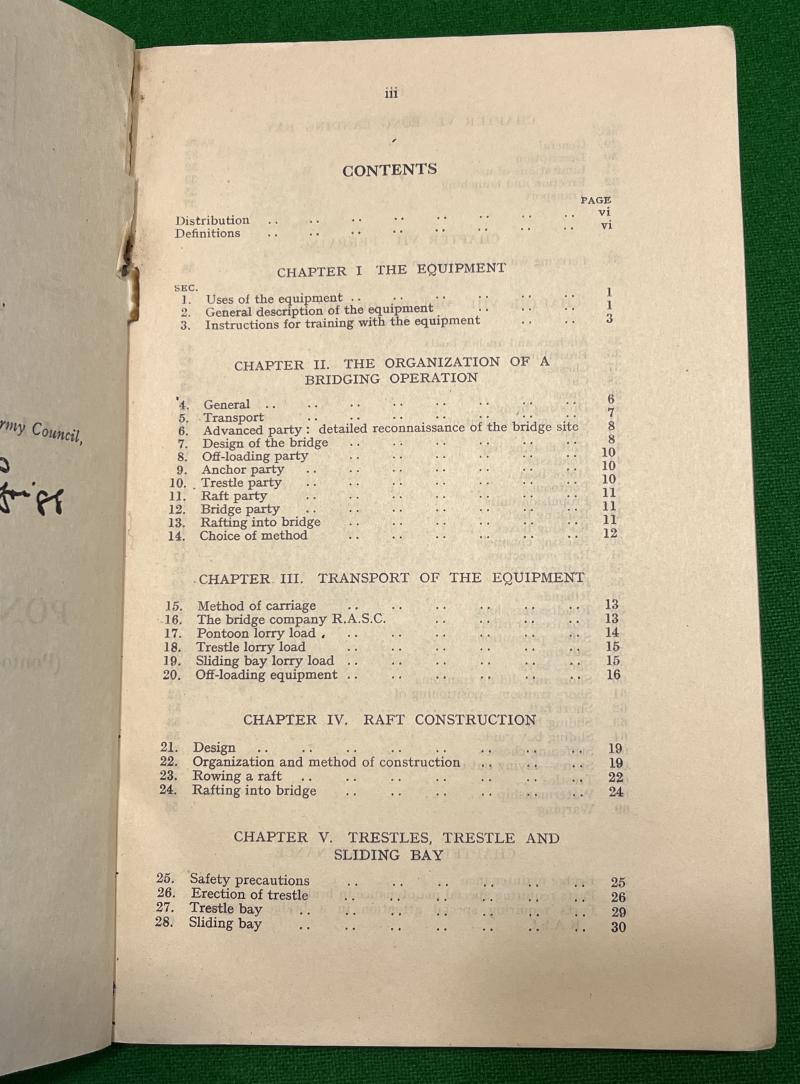 rmy Council,
iii
CONTENTS
PAGE
Distribution .. .. .. .. .. .. .. .. vi
Definitions .. .. .. .. .. .. .. .. vi
CHAPTER I THE EQUIPMENT
SEC.
1. Uses of the equipment .. .. .. .. .. .. 1
2. General description of the equipment .. .. .. 1
3. Instructions for training with the equipment .. .. 3
CHAPTER II. THE ORGANIZATION OF A
BRIDGING OPERATION
4. General .. .. .. .. .. .. .. .. 6
5. Transport .. .. .. .. .. .. .. 7
6. Advanced party : detailed reconnaissance of the bridge site 8
7. Design of the bridge .. .. .. .. .. .. 8
8. Off-loading party .. .. .. .. .. .. 10
9. Anchor party .. .. .. .. .. .. .. 10
10. Trestle party .. .. .. .. .. .. .. 10
11. Raft party .. .. .. .. .. .. .. 11
12. Bridge party .. .. .. .. .. .. .. 11
13. Rafting into bridge .. .. .. .. .. .. 11
14. Choice of method .. .. .. .. .. .. 12
CHAPTER III. TRANSPORT OF THE EQUIPMENT
15. Method of carriage .. .. .. .. .. .. 13
16. The bridge company R.A.S.C. .. .. .. .. 13
17. Pontoon lorry load .. .. .. .. .. .. 14
18. Trestle lorry load .. .. .. .. .. .. 15
19. Sliding bay lorry load .. .. .. .. .. .. 15
20. Off-loading equipment .. .. .. .. .. .. 16
CHAPTER IV. RAFT CONSTRUCTION
21. Design .. .. .. .. .. .. .. .. 19
22. Organization and method of construction .. .. .. 19
23. Rowing a raft .. .. .. .. .. .. .. 22
24. Rafting into bridge .. .. .. .. .. .. 24
CHAPTER V. TRESTLES, TRESTLE AND
SLIDING BAY
25. Safety precautions .. .. .. .. .. .. 25
26. Erection of trestle .. .. .. .. .. .. 26
27. Trestle bay .. .. .. .. .. .. .. 29
28. Sliding bay .. .. .. .. .. .. .. 30